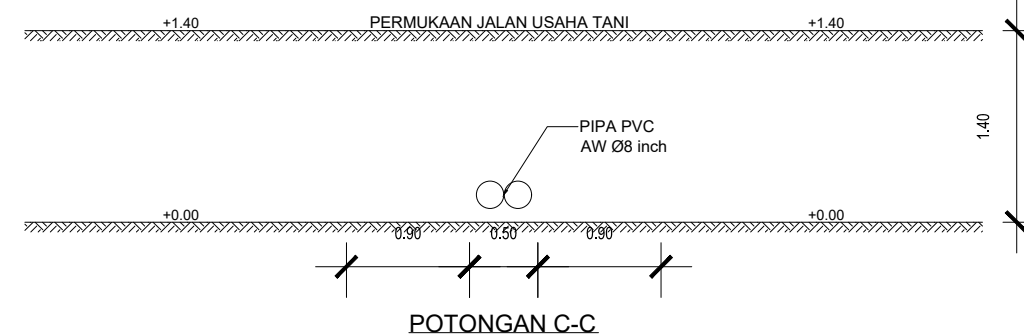 +1.40
PERMUKAAN JALAN USAHA TANI
+1.40
1.40
PIPA PVC
AW Ø8 inch
+0.00
+0.00
0.90
0.50
0.90
POTONGAN C-C